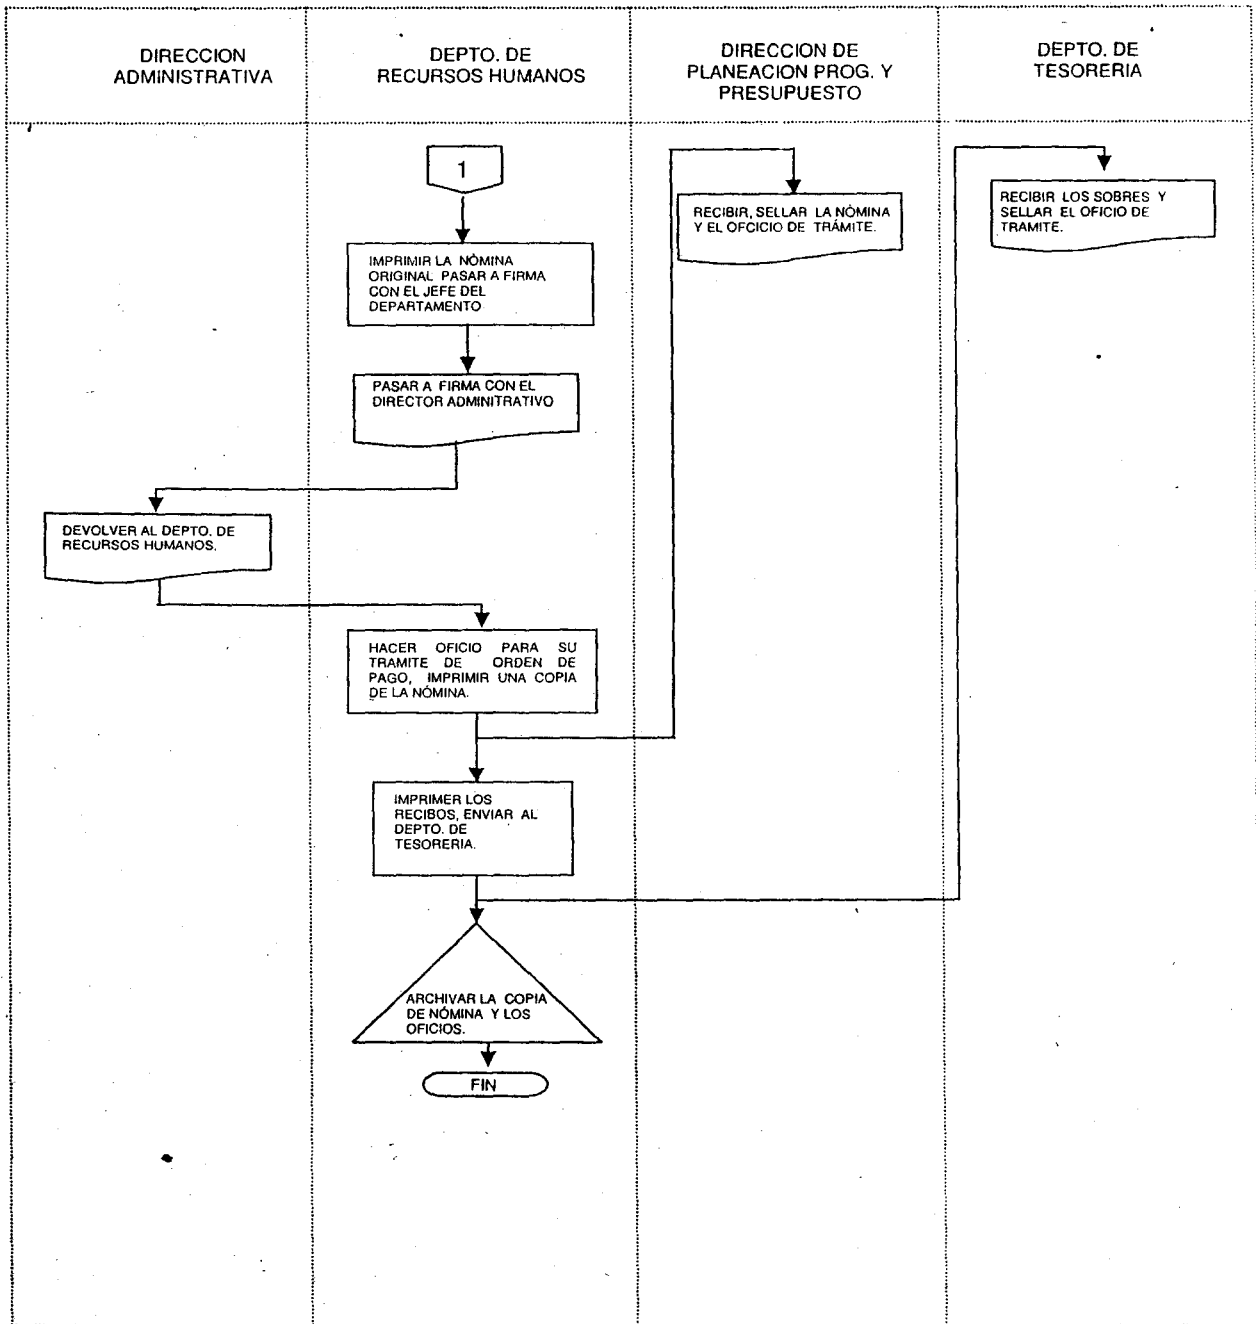 DIRECCION
ADMINISTRATIVA
DEPTO. DE
RECURSOS HUMANOS
DIRECCION DE
PLANEACION PROG. Y
PRESUPUESTO
DEPTO. DE
TESORERIA
1
IMPRIMIR LA NÓMINA
ORIGINAL PASAR A FIRMA
CON EL JEFE DEL
DEPARTAMENTO
PASAR A FIRMA CON EL
DIRECTOR ADMINITRATIVO
DEVOLVER AL DEPTO. DE
RECURSOS HUMANOS.
HACER OFICIO PARA SU
TRAMITE DE ORDEN DE
PAGO, IMPRIMIR UNA COPIA
DE LA NÓMINA.
RECIBIR, SELLAR LA NÓMINA
Y EL OFCICIO DE TRÁMITE.
IMPRIMER LOS
RECIBOS, ENVIAR AL
DEPTO. DE
TESORERIA.
RECIBIR LOS SOBRES Y
SELLAR EL OFICIO DE
TRAMITE.
ARCHIVAR LA COPIA
DE NÓMINA Y LOS
OFICIOS.
FIN